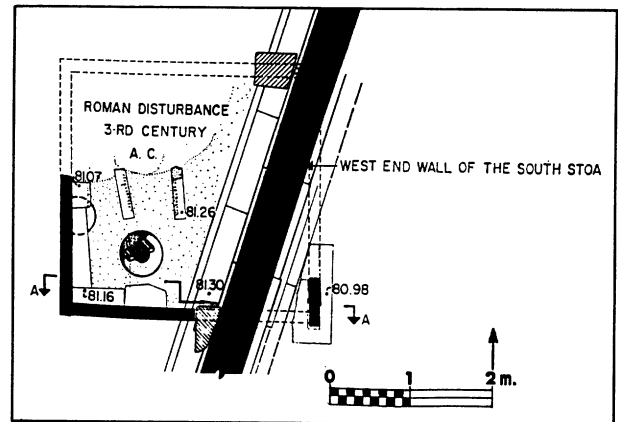 ROMAN DISTURBANCE
3·RD CENTURY
A. C.
WEST END WALL OF THE SOUTH STOA
81.07
81.26
A
81.16
81.30
80.98
A
0 1 2 m.